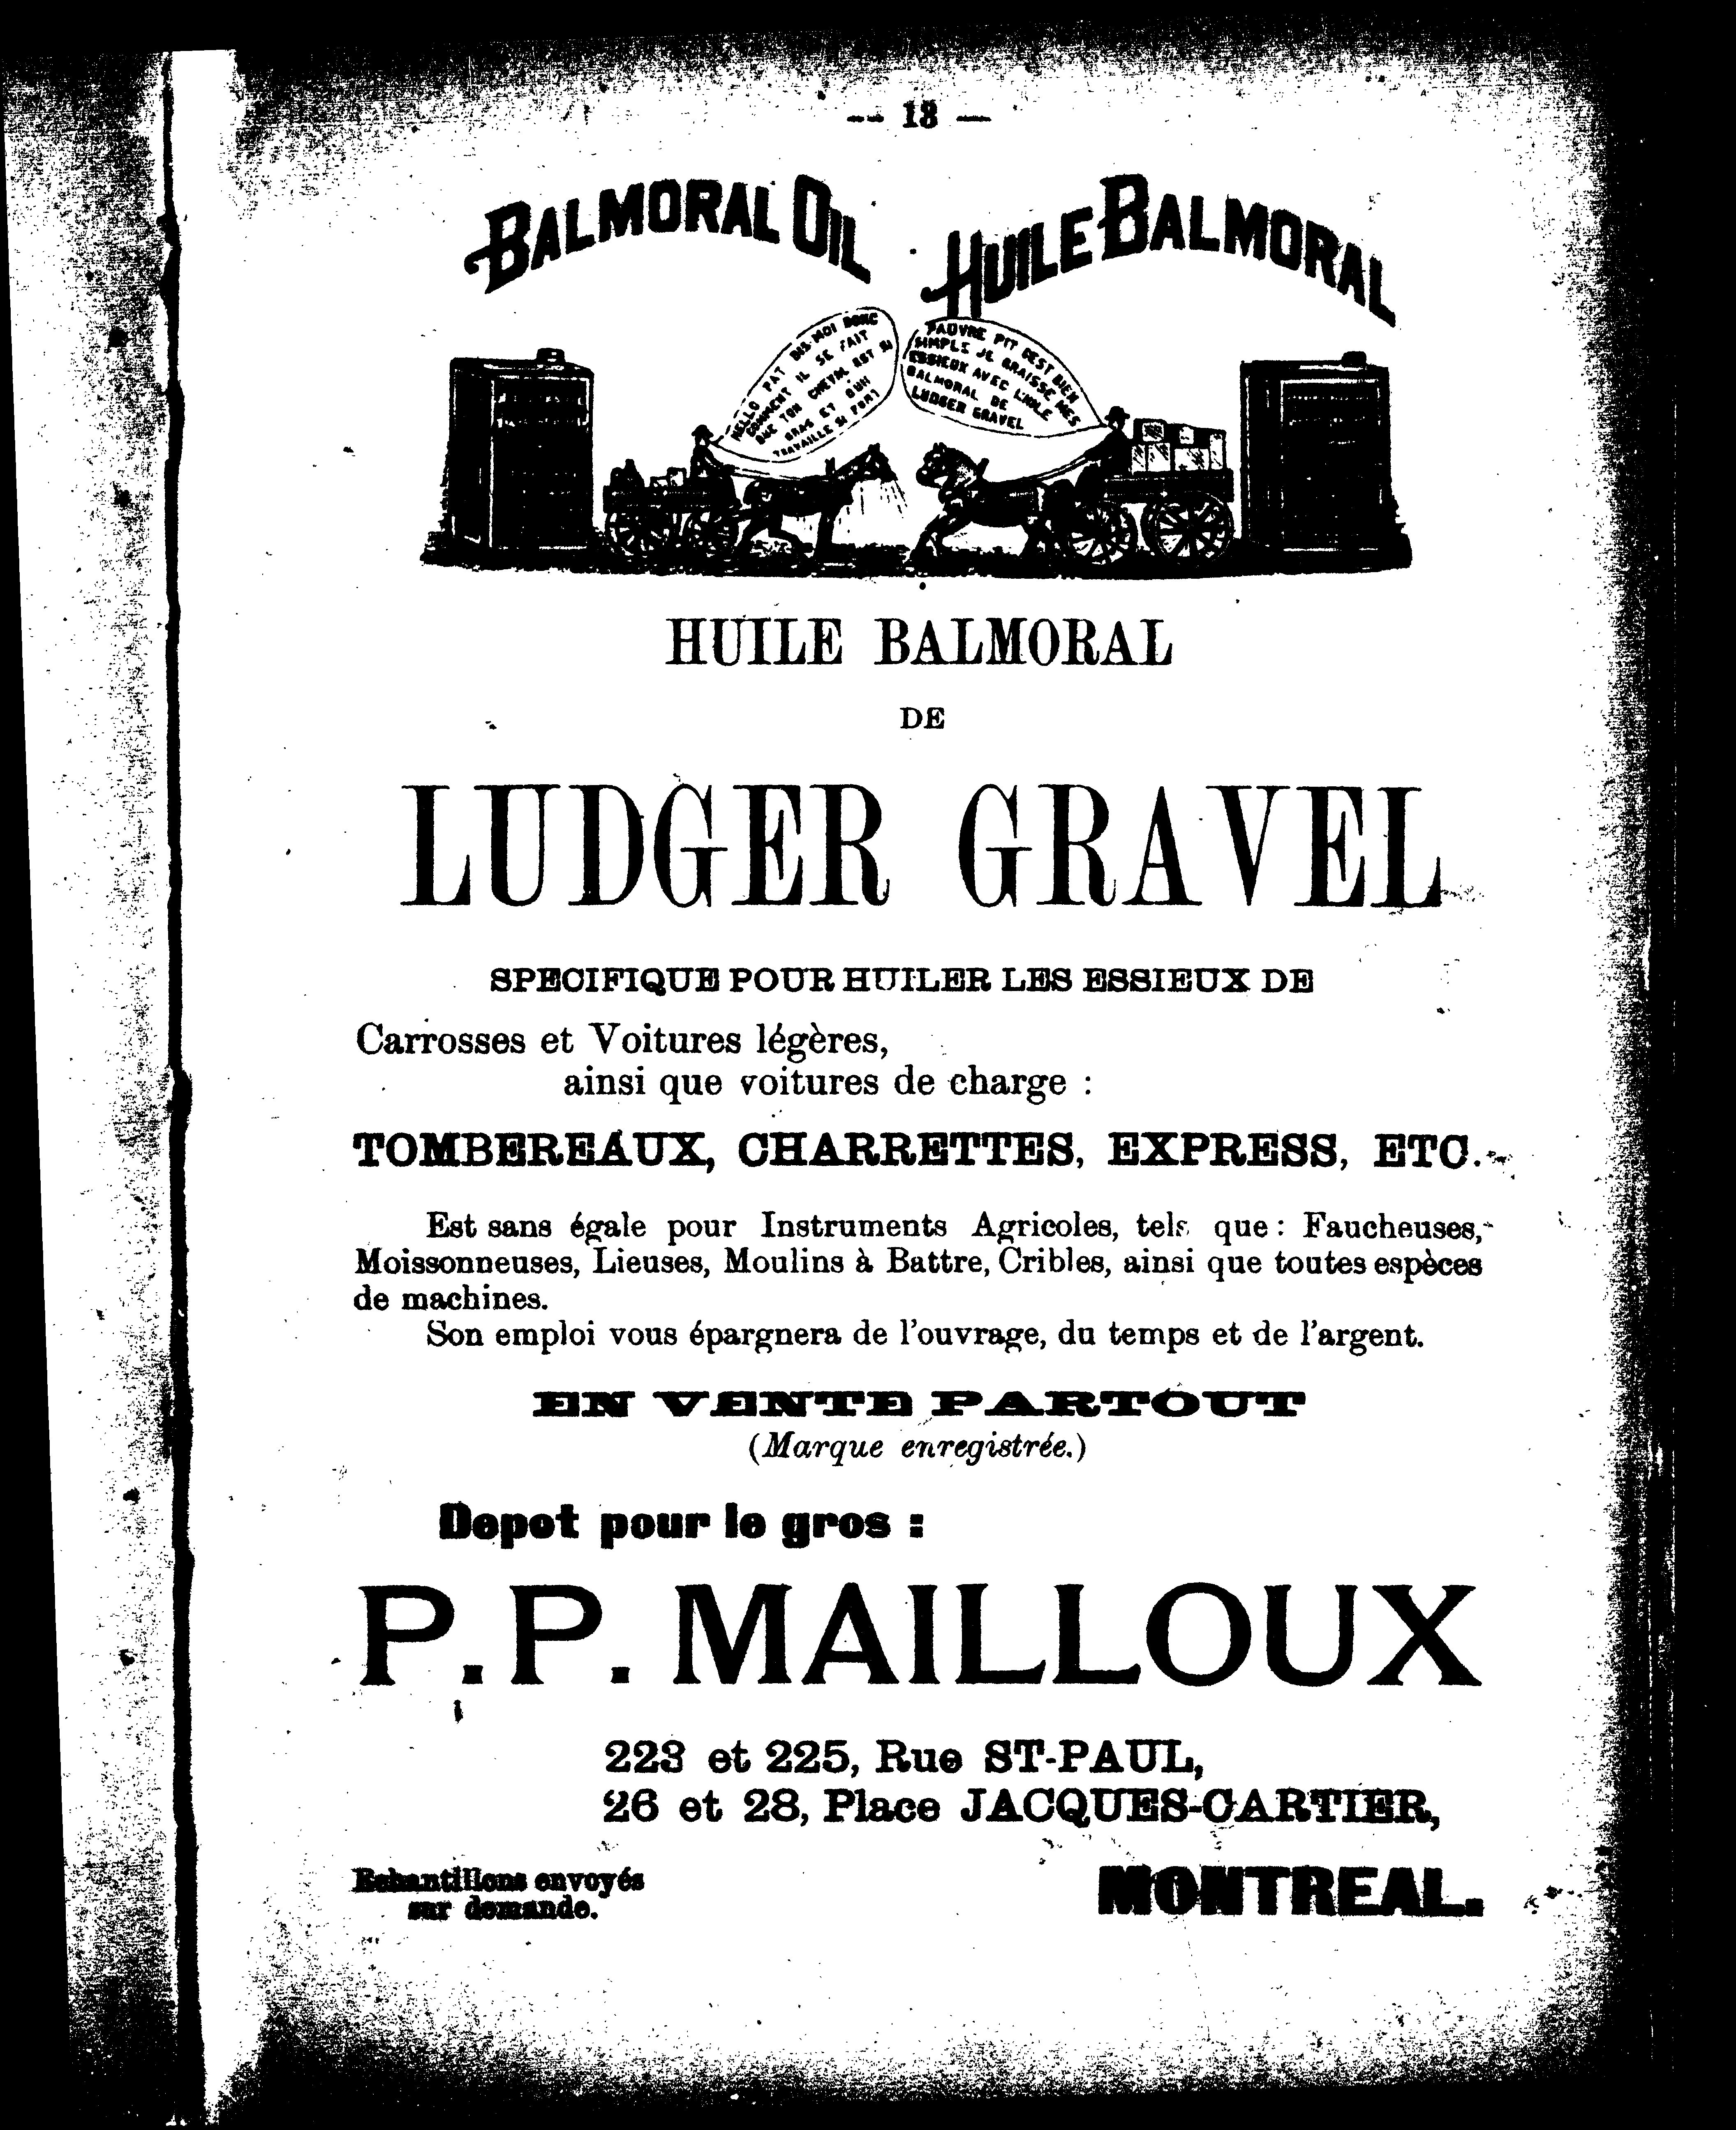 — 18 —
BALMORAL OIL
HUILE BALMORAL
HELLO PAT DIS-MOI DONC
COMMENT IL SE FAIT
QUE TON CHEVAL EST SI
GRAS ET QUH
TRAVAILLE SI FORT
PAUVRE PIT C'EST BIEN
SIMPLE JE GRAISSE MES
ESSIEUX AVEC L'HUILE
BALMORAL DE
LUDGER GRAVEL
HUILE BALMORAL
DE
LUDGER GRAVEL
SPECIFIQUE POUR HUILER LES ESSIEUX DE
Carrosses et Voitures légères,
ainsi que voitures de charge :
TOMBEREAUX, CHARRETTES, EXPRESS, ETC.
Est sans égale pour Instruments Agricoles, tels que : Faucheuses,
Moissonneuses, Lieuses, Moulins à Battre, Cribles, ainsi que toutes espèces
de machines.
Son emploi vous épargnera de l'ouvrage, du temps et de l'argent.
EN VENTE PARTOUT
(Marque enregistrée.)
Depot pour le gros :
P. P. MAILLOUX
223 et 225, Rue ST-PAUL,
26 et 28, Place JACQUES-CARTIER,
Echantillons envoyés
sur demande.
MONTREAL.